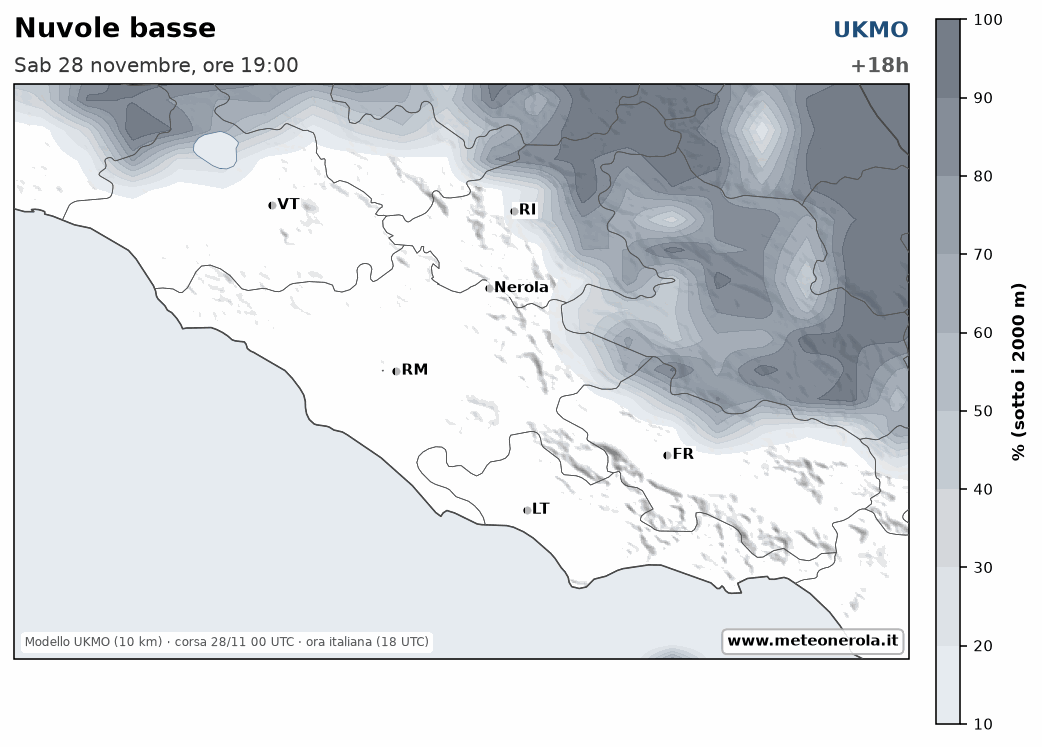 Nuvole basse
UKMO
Sab 28 novembre, ore 19:00
+18h
100
90
80
70
60
50
40
30
20
10
% (sotto i 2000 m)
VT
RI
Nerola
RM
FR
LT
Modello UKMO (10 km) · corsa 28/11 00 UTC · ora italiana (18 UTC)
www.meteonerola.it